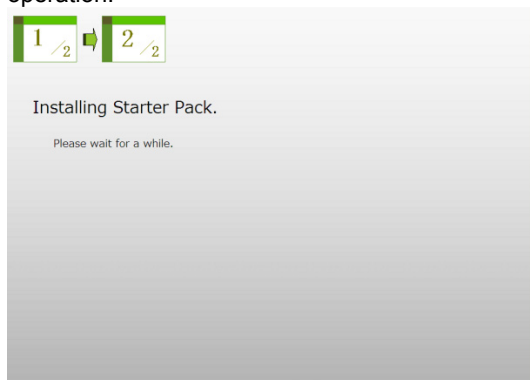 operation.
1/2 2/2
Installing Starter Pack.
Please wait for a while.